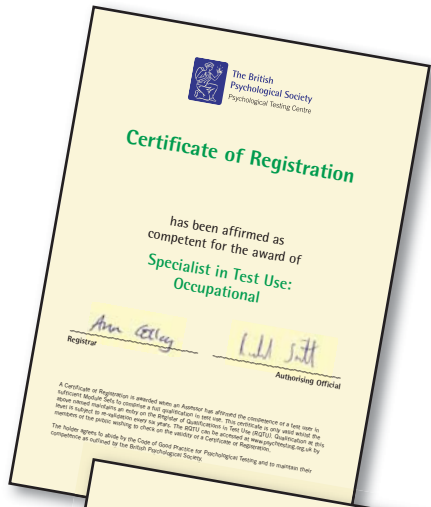 The British
Psychological Society
Psychological Testing Centre
Certificate of Registration
has been affirmed as
competent for the award of
Specialist in Test Use:
Occupational
Registrar
Authorising Official
A Certificate of Registration is awarded when an Assessor has affirmed the competence of a test user in
sufficient Module Sets to comprise a full qualification in test use. This certificate is only valid whilst the
above named maintains an entry on the Register of Qualifications in Test Use (RQTU). Qualification at this
level is subject to re-validation every six years. The RQTU can be accessed at www.psychtesting.org.uk by
members of the public wishing to check on the validity of a Certificate of Registration.
The holder agrees to abide by the Code of Good Practice for Psychological Testing and to maintain their
competence as outlined by the British Psychological Society.